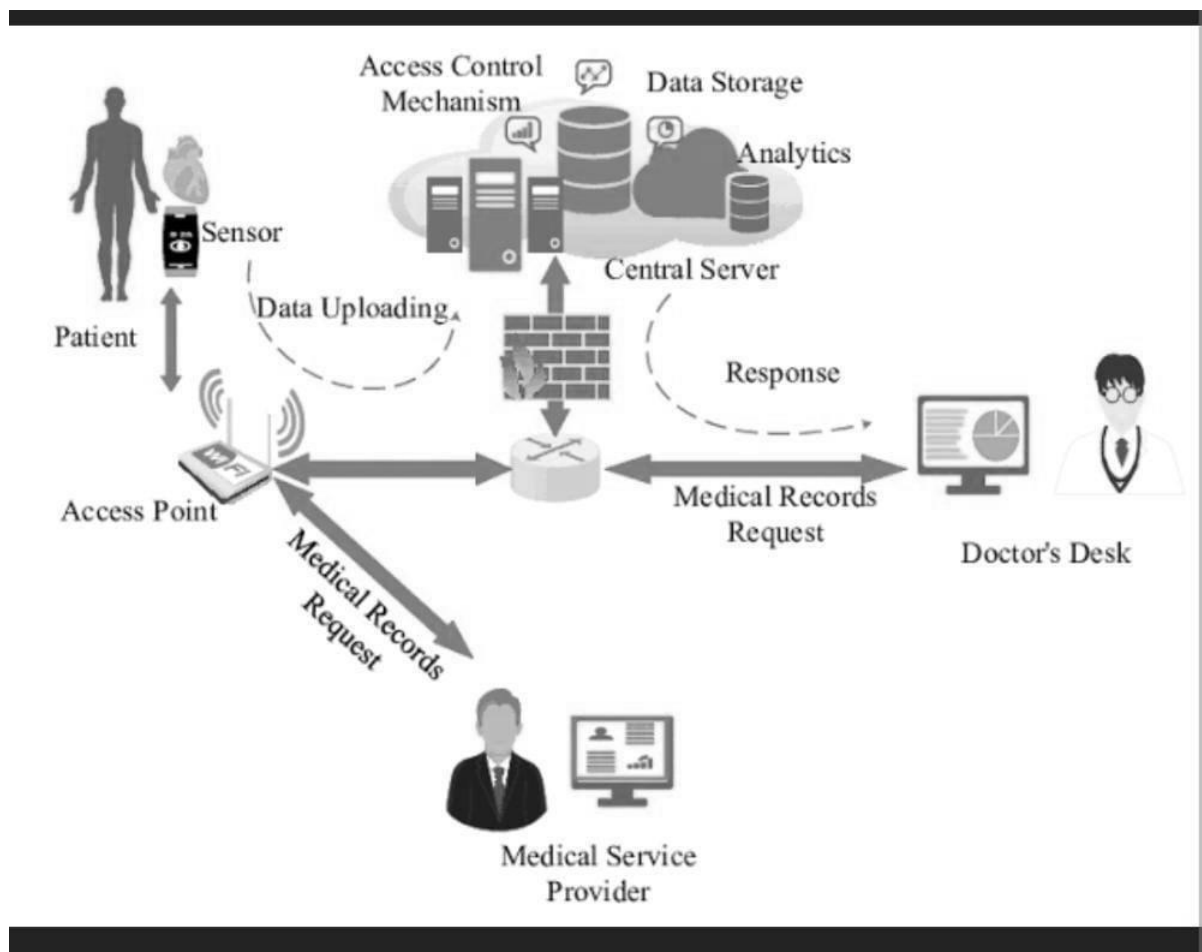 Access Control
Mechanism
Data Storage
Analytics
Sensor
Central Server
Data Uploading
Patient
Response
WiFi
Access Point
Medical Records
Request
Doctor's Desk
Medical Records
Request
Medical Service
Provider